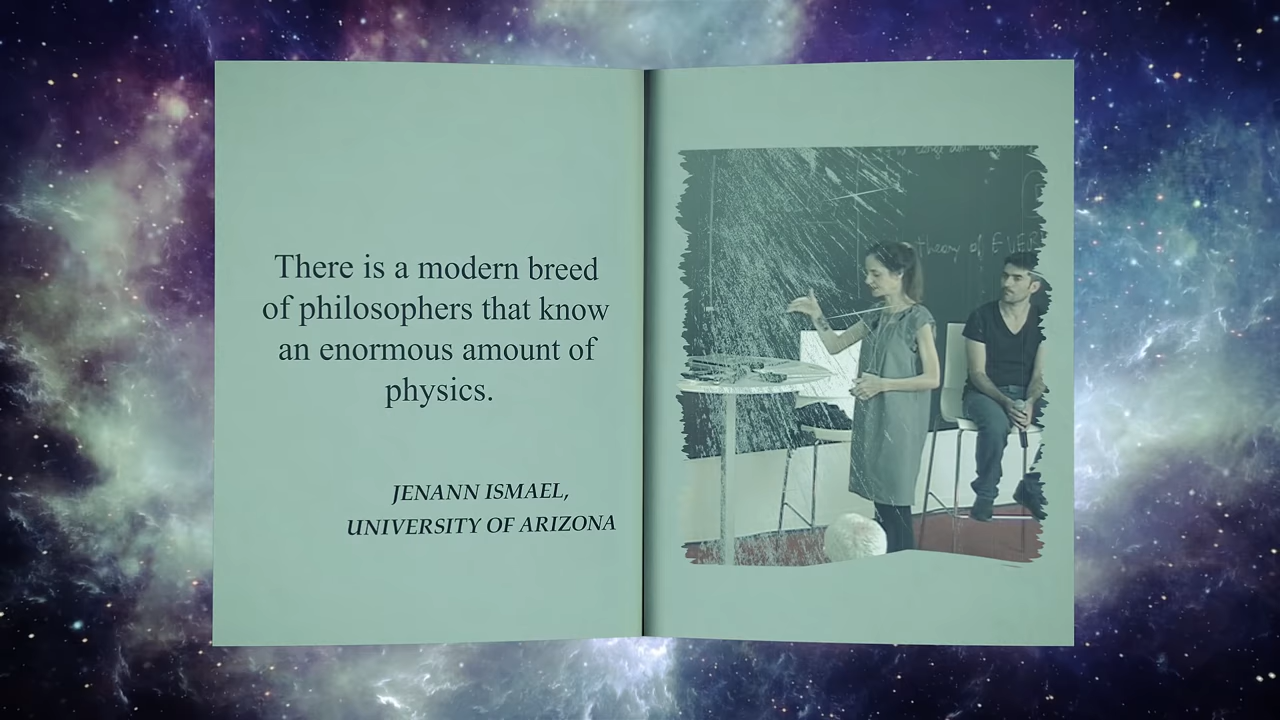 There is a modern breed
of philosophers that know
an enormous amount of
physics.
JENANN ISMAEL,
UNIVERSITY OF ARIZONA
theory of EVER